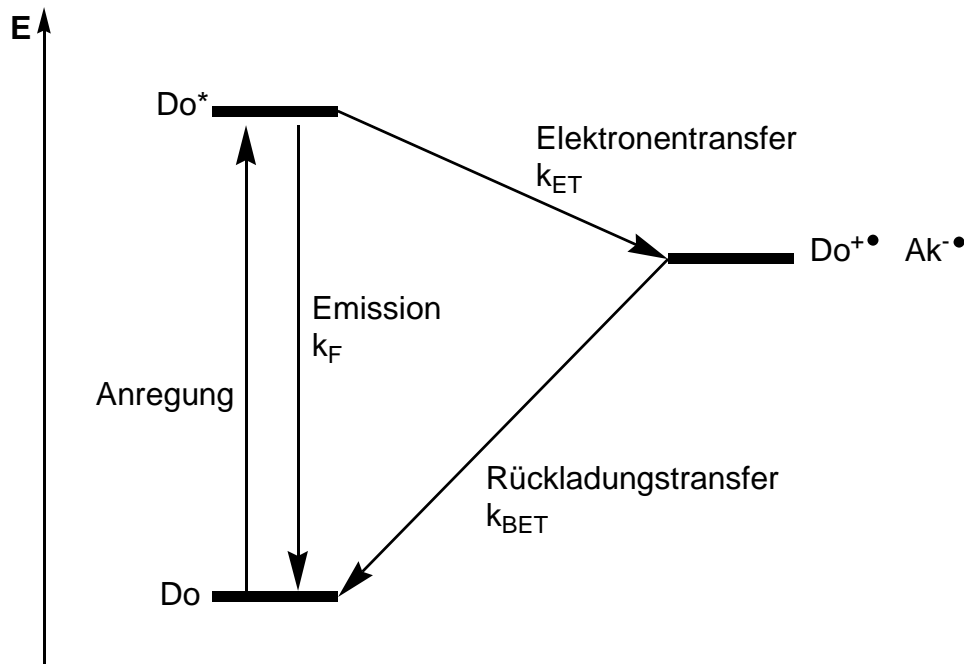 E
Do*
Elektronentransfer
k_ET
Do⁺• Ak⁻•
Emission
k_F
Anregung
Rückladungstransfer
k_BET
Do